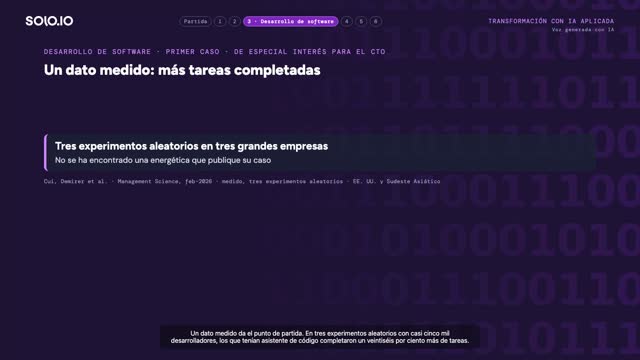 SOLO.IO
Partida 1 2 3 · Desarrollo de software 4 5 6
TRANSFORMACIÓN CON IA APLICADA
Voz generada con IA
DESARROLLO DE SOFTWARE · PRIMER CASO · DE ESPECIAL INTERÉS PARA EL CTO
Un dato medido: más tareas completadas
Tres experimentos aleatorios en tres grandes empresas
No se ha encontrado una energética que publique su caso
Cui, Demirer et al. · Management Science, feb-2026 · medido, tres experimentos aleatorios · EE. UU. y Sudeste Asiático
Un dato medido da el punto de partida. En tres experimentos aleatorios con casi cinco mil
desarrolladores, los que tenían asistente de código completaron un veintiséis por ciento más de tareas.